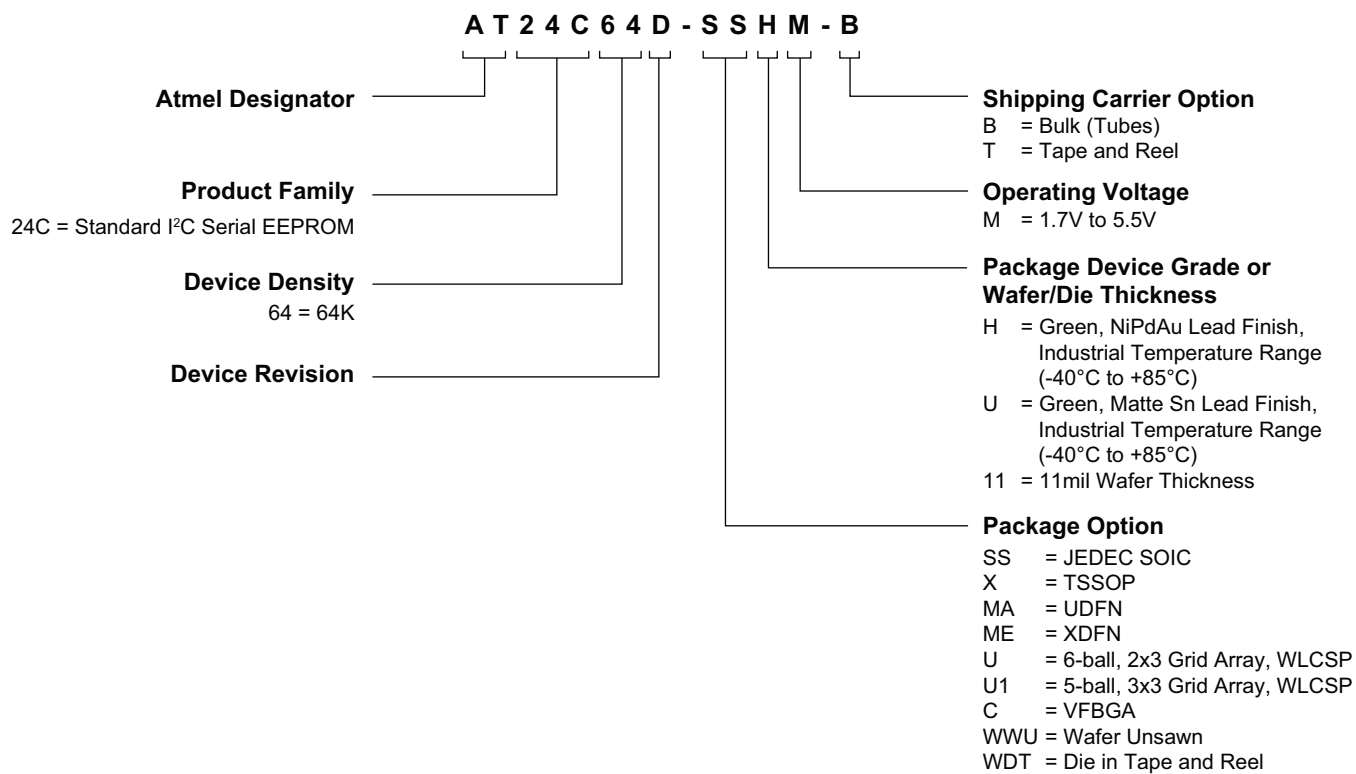 AT24C64D-SSHM-B
Atmel Designator
Product Family
24C = Standard I²C Serial EEPROM
Device Density
64 = 64K
Device Revision
Shipping Carrier Option
B = Bulk (Tubes)
T = Tape and Reel
Operating Voltage
M = 1.7V to 5.5V
Package Device Grade or
Wafer/Die Thickness
H = Green, NiPdAu Lead Finish,
Industrial Temperature Range
(-40°C to +85°C)
U = Green, Matte Sn Lead Finish,
Industrial Temperature Range
(-40°C to +85°C)
11 = 11mil Wafer Thickness
Package Option
SS = JEDEC SOIC
X = TSSOP
MA = UDFN
ME = XDFN
U = 6-ball, 2x3 Grid Array, WLCSP
U1 = 5-ball, 3x3 Grid Array, WLCSP
C = VFBGA
WWU = Wafer Unsawn
WDT = Die in Tape and Reel